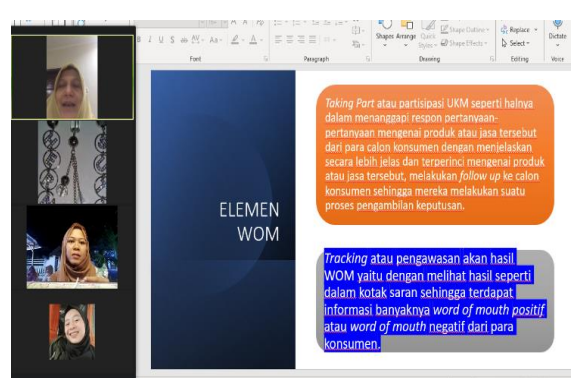 Shape Outline
Replace
Shapes Arrange Quick
Styles
Shape Effects
Select
Dictate
Font
Paragraph
Drawing
Editing
Voice
ELEMEN
WOM
Taking Part atau partisipasi UKM seperti halnya
dalam menanggapi respon pertanyaan-
pertanyaan mengenai produk atau jasa tersebut
dari para calon konsumen dengan menjelaskan
secara lebih jelas dan terperinci mengenai produk
atau jasa tersebut, melakukan follow up ke calon
konsumen sehingga mereka melakukan suatu
proses pengambilan keputusan.
Tracking atau pengawasan akan hasil
WOM yaitu dengan melihat hasil seperti
dalam kotak saran sehingga terdapat
informasi banyaknya word of mouth positif
atau word of mouth negatif dari para
konsumen.